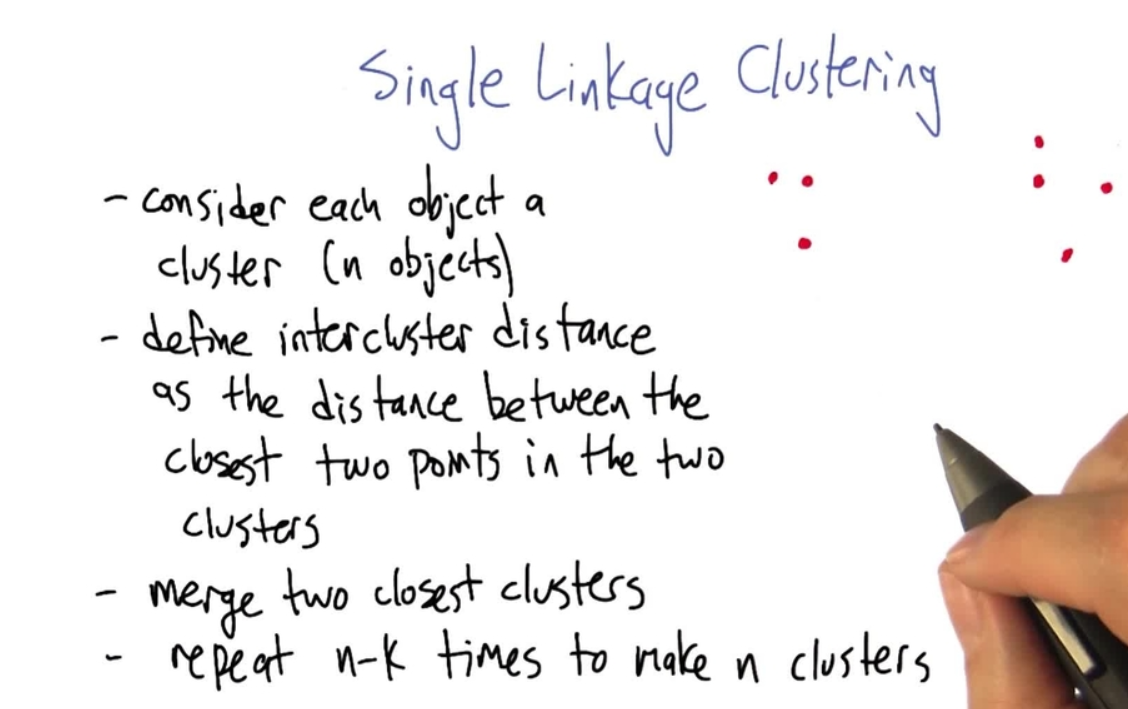 Single Linkage Clustering
- consider each object a
cluster (n objects)
- define intercluster distance
as the distance between the
closest two points in the two
clusters
- merge two closest clusters
- repeat n-k times to make n clusters